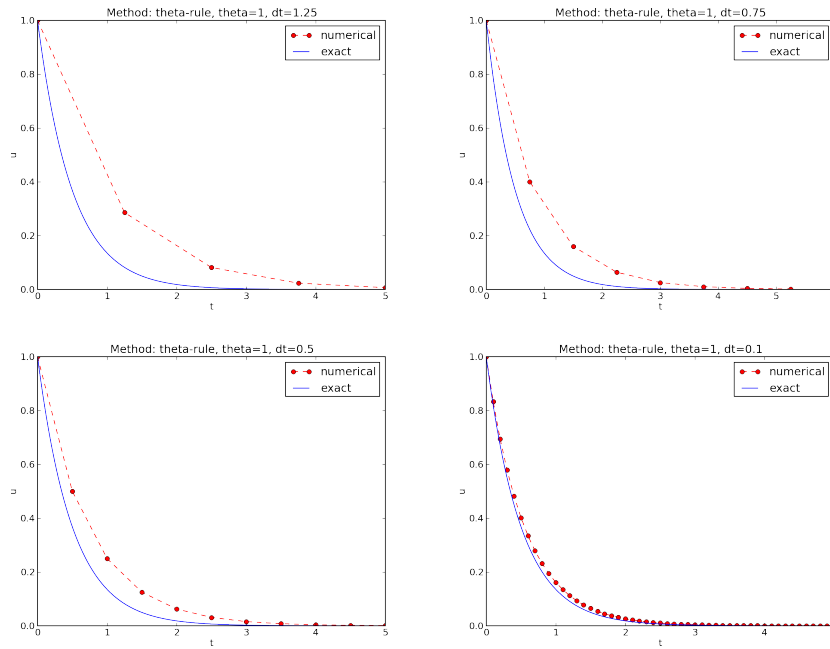 Method: theta-rule, theta=1, dt=1.25
numerical
exact
1.0
0.8
0.6
0.4
0.2
0.0
u
0 1 2 3 4 5
t
Method: theta-rule, theta=1, dt=0.75
numerical
exact
1.0
0.8
0.6
0.4
0.2
0.0
u
0 1 2 3 4 5
t
Method: theta-rule, theta=1, dt=0.5
numerical
exact
1.0
0.8
0.6
0.4
0.2
0.0
u
0 1 2 3 4 5
t
Method: theta-rule, theta=1, dt=0.1
numerical
exact
1.0
0.8
0.6
0.4
0.2
0.0
u
0 1 2 3 4
t